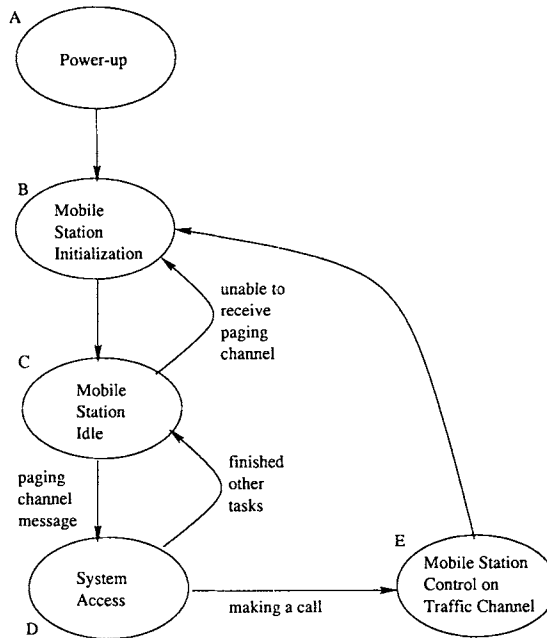 A
Power-up
B
Mobile
Station
Initialization
unable to
receive
paging
channel
C
Mobile
Station
Idle
paging
channel
message
finished
other
tasks
D
System
Access
making a call
E
Mobile Station
Control on
Traffic Channel